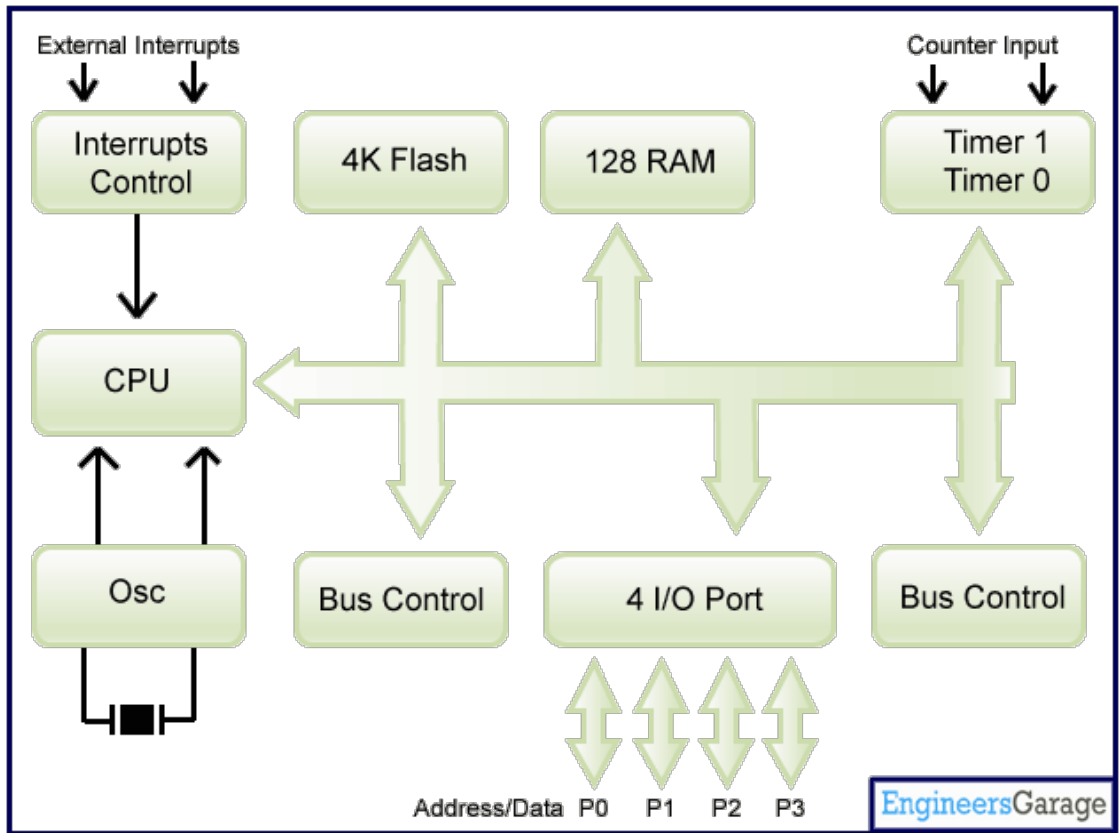 External Interrupts
Counter Input
Interrupts
Control
4K Flash
128 RAM
Timer 1
Timer 0
CPU
Osc
Bus Control
4 I/O Port
Bus Control
Address/Data P0 P1 P2 P3
EngineersGarage